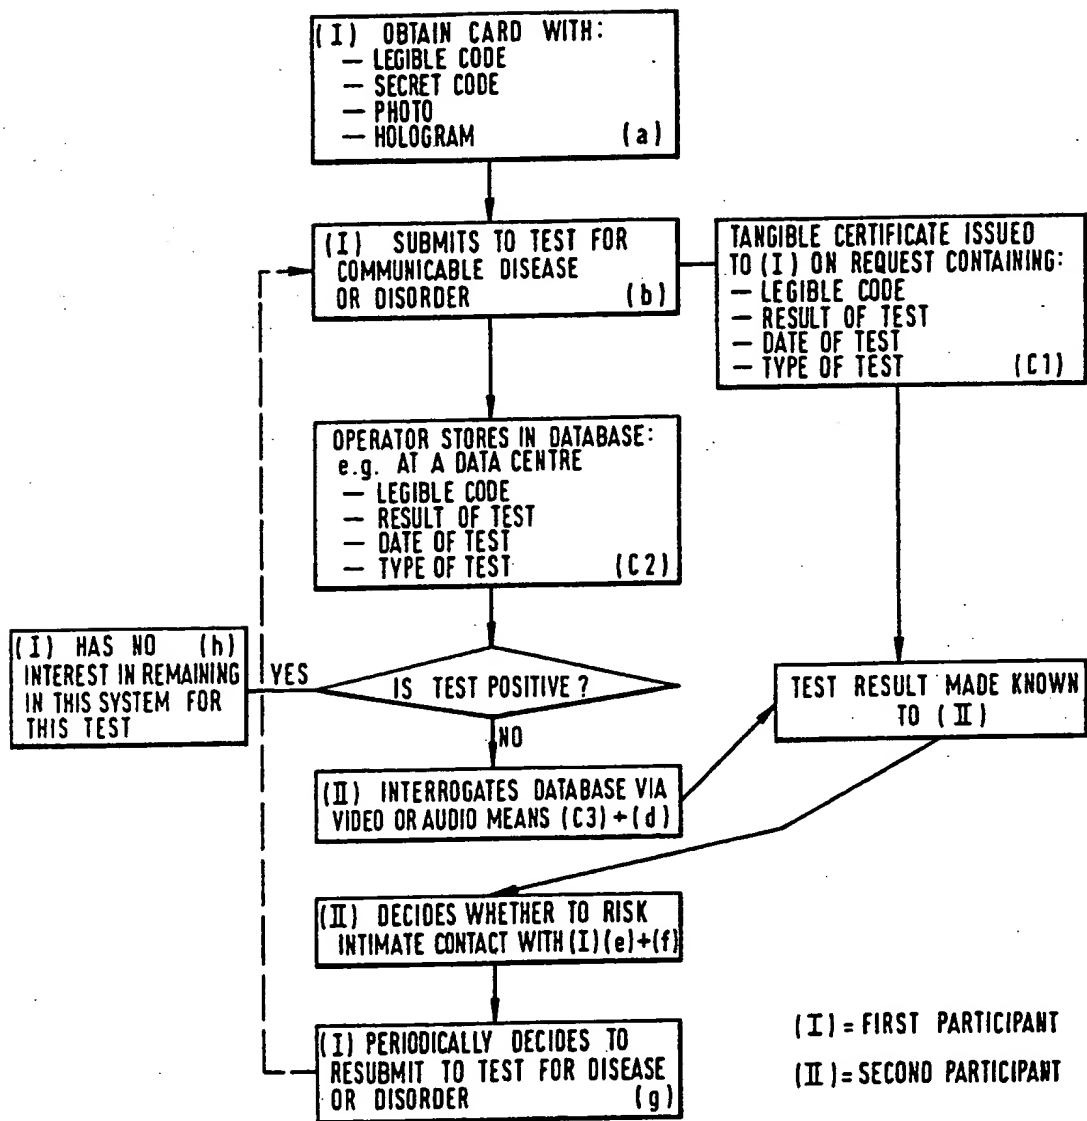 (I) OBTAIN CARD WITH:
— LEGIBLE CODE
— SECRET CODE
— PHOTO
— HOLOGRAM (a)
(I) SUBMITS TO TEST FOR
COMMUNICABLE DISEASE
OR DISORDER (b)
TANGIBLE CERTIFICATE ISSUED
TO (I) ON REQUEST CONTAINING:
— LEGIBLE CODE
— RESULT OF TEST
— DATE OF TEST
— TYPE OF TEST (C1)
OPERATOR STORES IN DATABASE:
e.g. AT A DATA CENTRE
— LEGIBLE CODE
— RESULT OF TEST
— DATE OF TEST
— TYPE OF TEST (C2)
(I) HAS NO (h)
INTEREST IN REMAINING
IN THIS SYSTEM FOR
THIS TEST
YES
IS TEST POSITIVE?
NO
TEST RESULT MADE KNOWN
TO (II)
(II) INTERROGATES DATABASE VIA
VIDEO OR AUDIO MEANS (C3)+(d)
(II) DECIDES WHETHER TO RISK
INTIMATE CONTACT WITH (I)(e)+(f)
(I) PERIODICALLY DECIDES TO
RESUBMIT TO TEST FOR DISEASE
OR DISORDER (g)
(I) = FIRST PARTICIPANT
(II) = SECOND PARTICIPANT